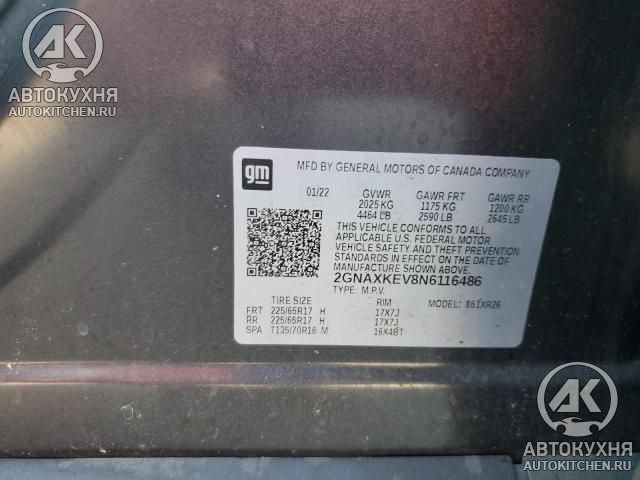 АК
АВТОКУХНЯ
AUTOKITCHEN.RU
gm
MFD BY GENERAL MOTORS OF CANADA COMPANY
01/22 GVWR GAWR FRT GAWR RR
2025 KG 1175 KG 1200 KG
4464 LB 2590 LB 2645 LB
THIS VEHICLE CONFORMS TO ALL
APPLICABLE U.S. FEDERAL MOTOR
VEHICLE SAFETY AND THEFT
PREVENTION STANDARDS IN EFFECT ON
THE DATE OF MANUFACTURE SHOWN ABOVE.
2GNAXKEV8N6116486
TYPE: M.P.V. MODEL: 861XR26
TIRE SIZE RIM
FRT 225/65R17 H 17X7J
RR 225/65R17 H 17X7J
SPA T135/70R16 M 16X4BT
АК
АВТОКУХНЯ
AUTOKITCHEN.RU